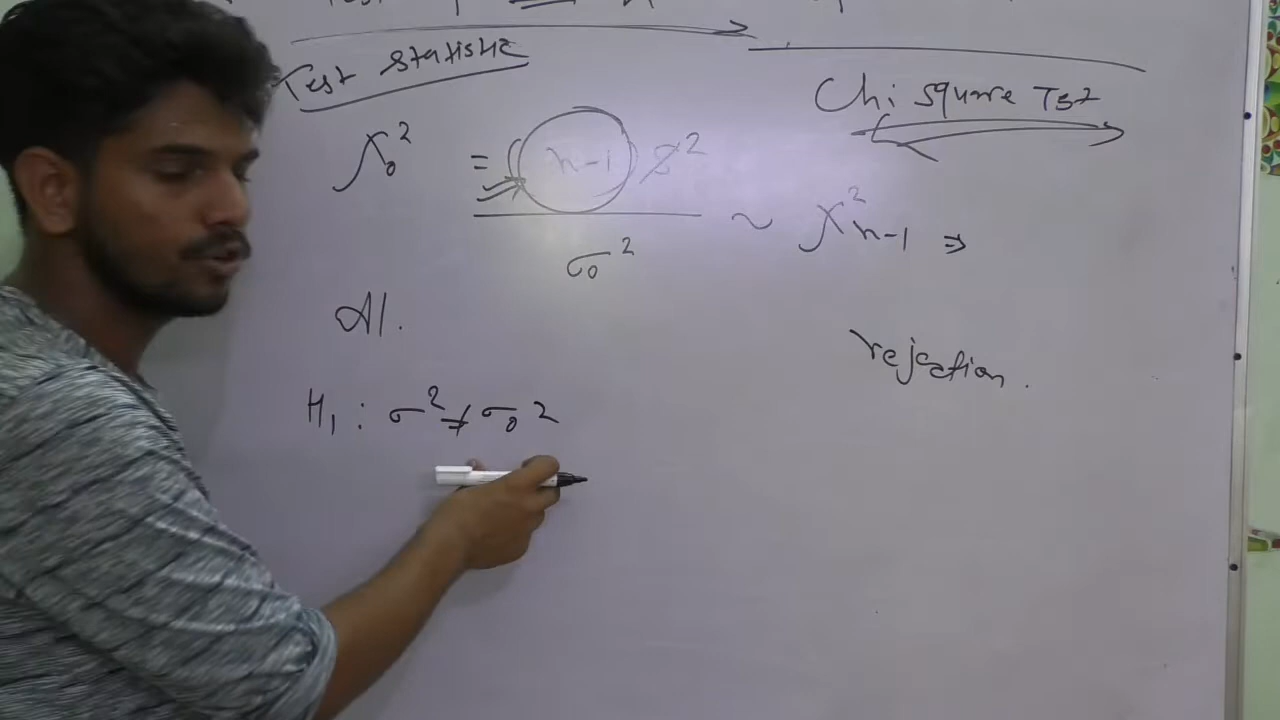 Test statistic
Chi square Test
χ₀² = (n-1) s² / σ₀² ~ χ²n-1 ⇒
Al.
rejection.
H₁ : σ² ≠ σ₀²